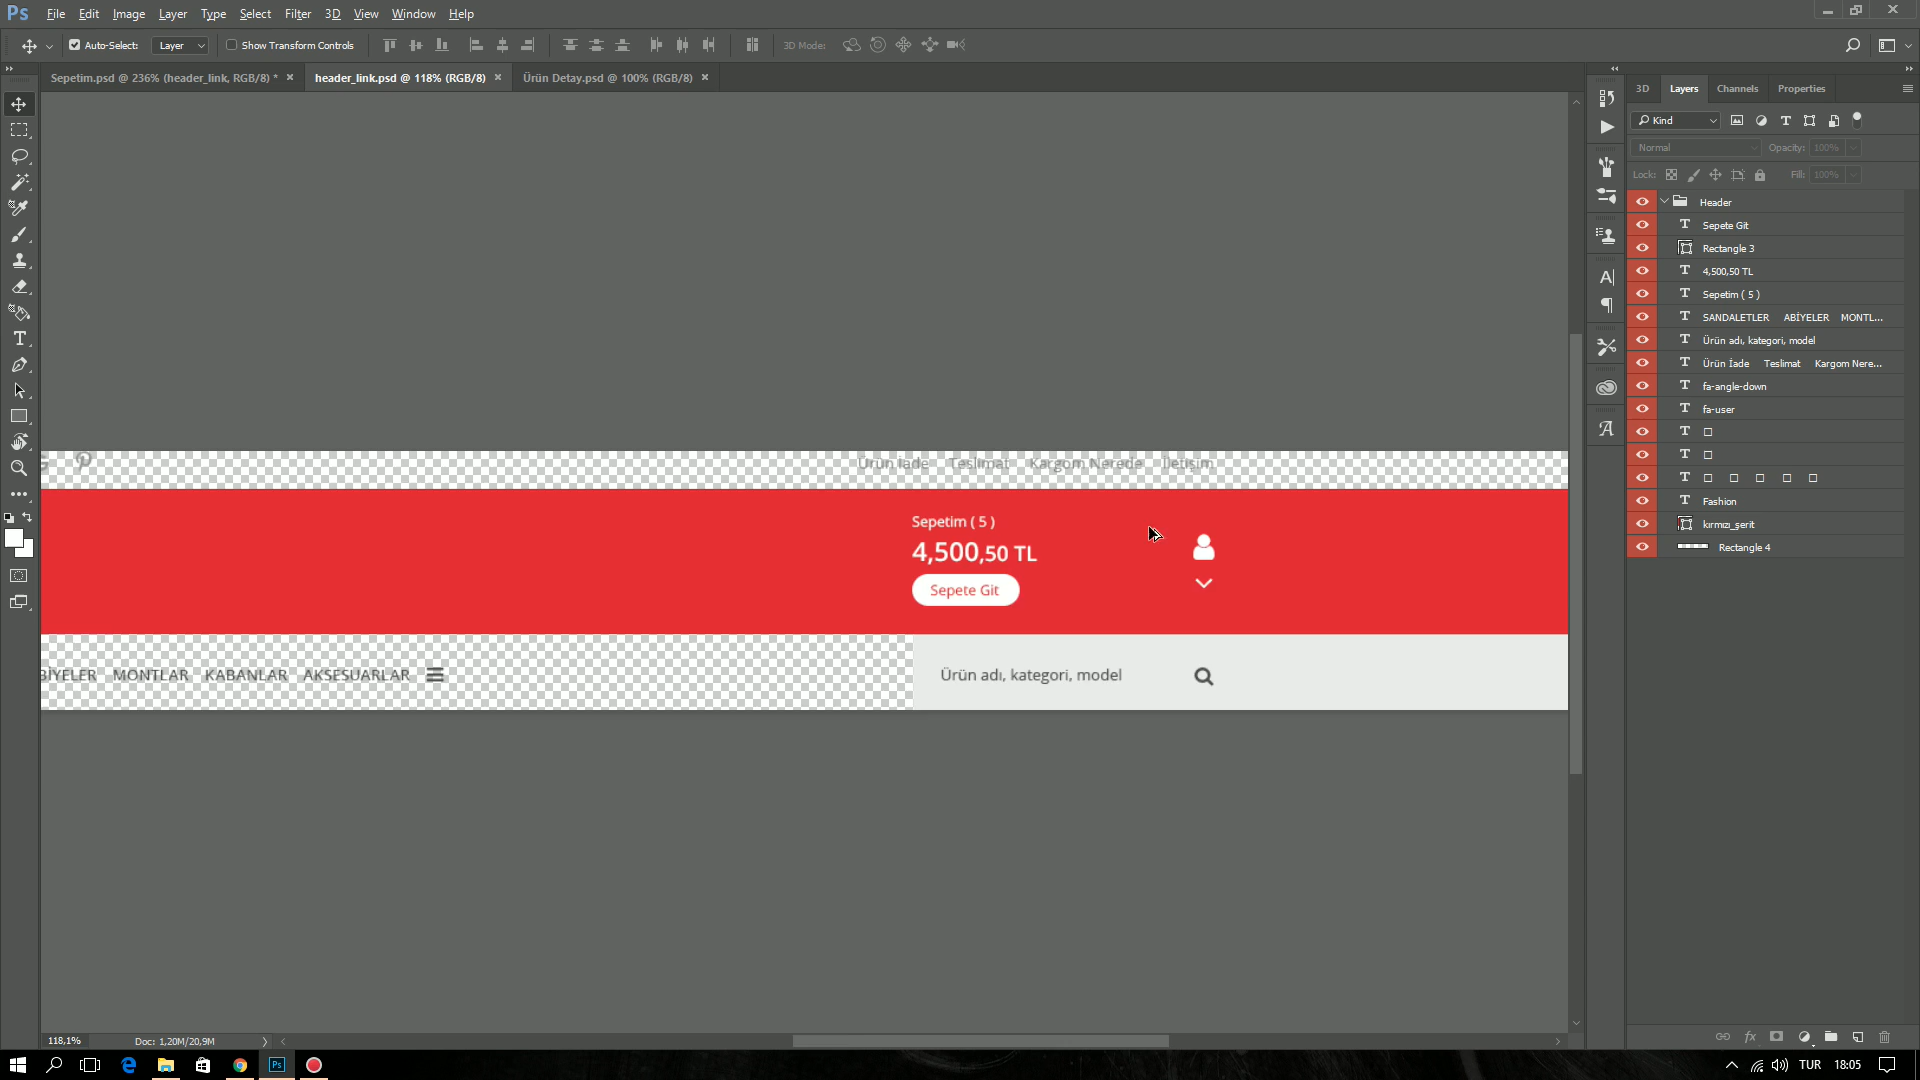 Ps File Edit Image Layer Type Select Filter 3D View Window Help
Auto-Select: Layer Show Transform Controls 3D Mode:
Sepetim.psd @ 236% (header_link, RGB/8) * × header_link.psd @ 118% (RGB/8) × Ürün Detay.psd @ 100% (RGB/8) ×
3D Layers Channels Properties
Kind
Normal Opacity: 100%
Lock: Fill: 100%
Header
Sepete Git
Rectangle 3
4,500,50 TL
Sepetim ( 5 )
SANDALETLER ABİYELER MONTL...
Ürün adı, kategori, model
Ürün İade Teslimat Kargom Nere...
fa-angle-down
fa-user
Fashion
kırmızı_şerit
Rectangle 4
Ürün İade Teslimat Kargom Nerede İletişim
Sepetim ( 5 )
4,500,50 TL
Sepete Git
BİYELER MONTLAR KABANLAR AKSESUARLAR
Ürün adı, kategori, model
118,1% Doc: 1,20M/20,9M
Ps TUR 18:05